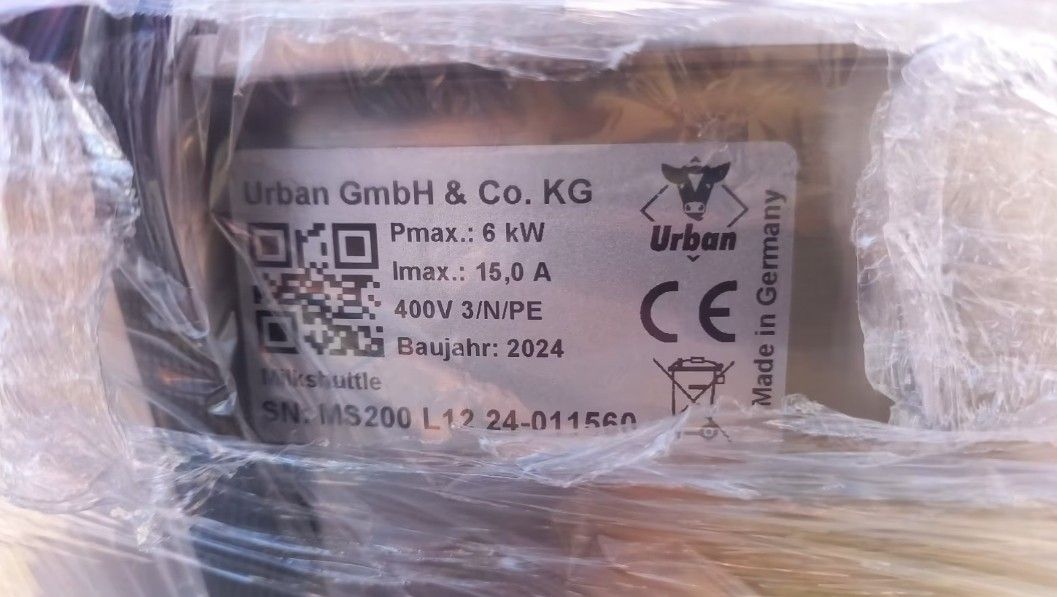 Urban GmbH & Co. KG
Pmax.: 6 kW
Imax.: 15,0 A
400V 3/N/PE
Baujahr: 2024
Milkshuttle
SN: MS200 L12 24-011560
Urban
CE
Made in Germany